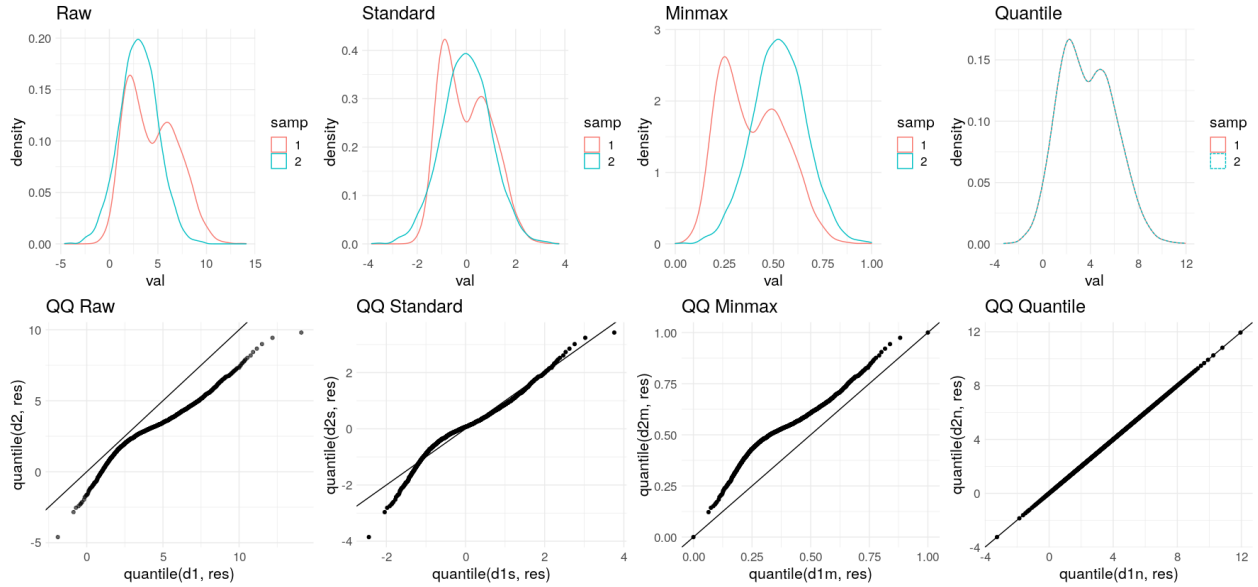 Raw
0.20
0.15
0.10
0.05
0.00
-5
0
5
10
15
density
val
samp
1
2
Standard
0.4
0.3
0.2
0.1
0.0
-4
-2
0
2
4
density
val
samp
1
2
Minmax
3
2
1
0
0.00
0.25
0.50
0.75
1.00
density
val
samp
1
2
Quantile
0.15
0.10
0.05
0.00
-4
0
4
8
12
density
val
samp
1
2
QQ Raw
10
5
0
-5
0
5
10
quantile(d2, res)
quantile(d1, res)
QQ Standard
2
0
-2
-4
-2
0
2
4
quantile(d2s, res)
quantile(d1s, res)
QQ Minmax
1.00
0.75
0.50
0.25
0.00
0.00
0.25
0.50
0.75
1.00
quantile(d2m, res)
quantile(d1m, res)
QQ Quantile
12
8
4
0
-4
-4
0
4
8
12
quantile(d2n, res)
quantile(d1n, res)